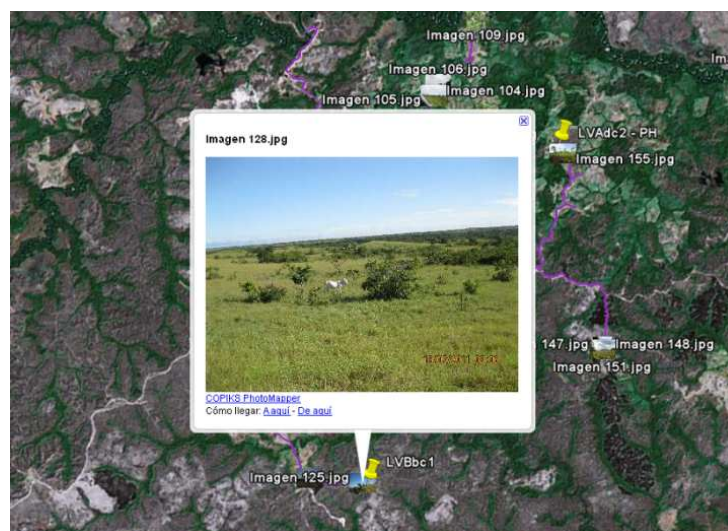 Imagen 109.jpg
Imagen 106.jpg
Imagen 105.jpg
Imagen 104.jpg
Im
LVAdc2 - PH
Imagen 155.jpg
Imagen 128.jpg
COPIKS PhotoMapper
Cómo llegar: A aquí - De aquí
147.jpg
Imagen 148.jpg
Imagen 151.jpg
Imagen 125.jpg
LVBbc1